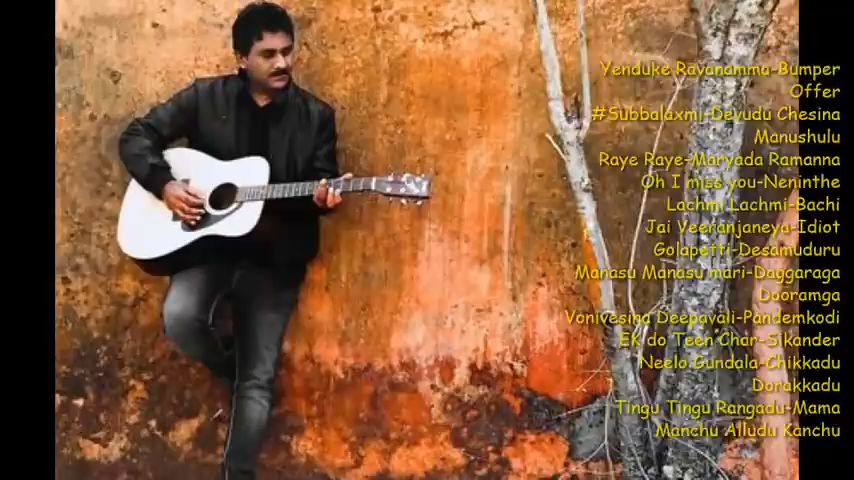 Yenduke Ravanamma-Bumper
Offer
#Subbalaxmi-Devudu Chesina
Manushulu
Raye Raye-Maryada Ramanna
Oh I miss you-Neninthe
Lachmi Lachmi-Bachi
Jai Veeranjaneya-Idiot
Golapetti-Desamuduru
Manasu Manasu mari-Daggaraga
Dooramga
Vonivesina Deepavali-Pandemkodi
EK do Teen Char-Sikander
Neelo Gundala-Chikkadu
Dorakkadu
Tingu Tingu Rangadu-Mama
Manchu Alludu Kanchu